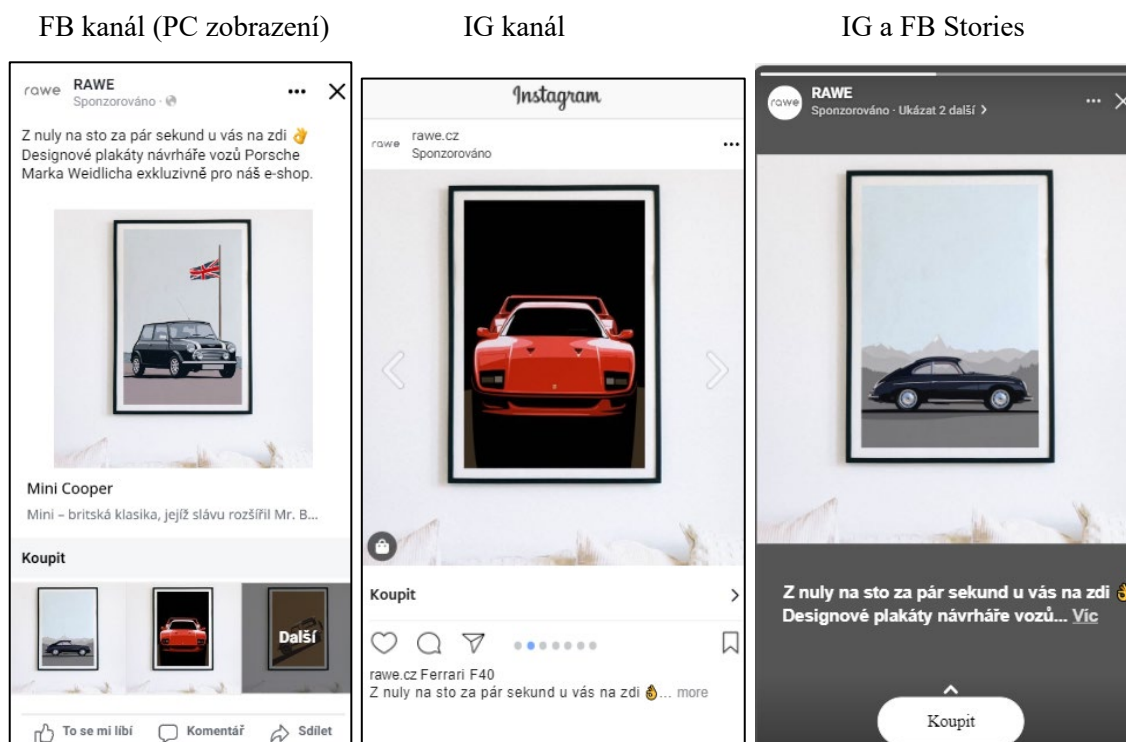 FB kanál (PC zobrazení)
IG kanál
IG a FB Stories
rawe
RAWE
Sponzorováno ·
Z nuly na sto za pár sekund u vás na zdi 👌
Designové plakáty návrháře vozů Porsche
Marka Weidlicha exkluzivně pro náš e-shop.
Mini Cooper
Mini – britská klasika, jejíž slávu rozšířil Mr. B...
Koupit
Další
To se mi líbí
Komentář
Sdílet
Instagram
rawe
rawe.cz
Sponzorováno
Koupit
rawe.cz Ferrari F40
Z nuly na sto za pár sekund u vás na zdi 👌... more
rawe
RAWE
Sponzorováno · Ukázat 2 další
Z nuly na sto za pár sekund u vás na zdi 👌
Designové plakáty návrháře vozů... Víc
Koupit